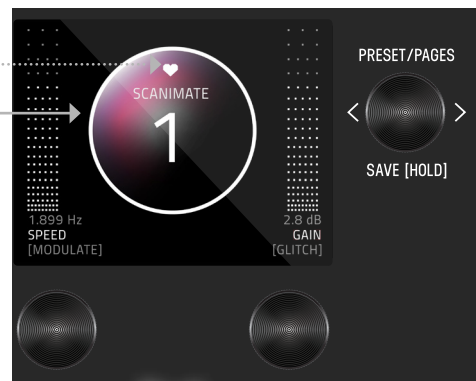 PRESET/PAGES
SCANIMATE
1
SAVE [HOLD]
1.899 Hz
SPEED
[MODULATE]
2.8 dB
GAIN
[GLITCH]